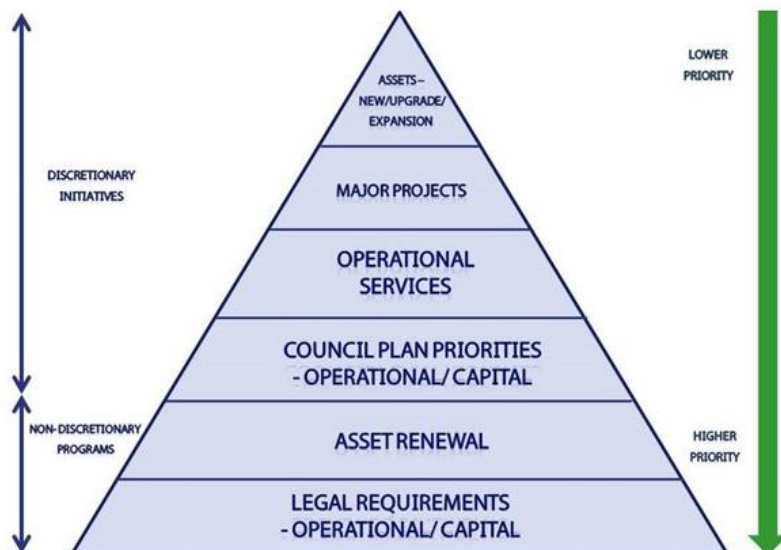 ASSETS –
NEW/UPGRADE/
EXPANSION
LOWER
PRIORITY
DISCRETIONARY
INITIATIVES
MAJOR PROJECTS
OPERATIONAL
SERVICES
COUNCIL PLAN PRIORITIES
- OPERATIONAL/ CAPITAL
NON-DISCRETIONARY
PROGRAMS
ASSET RENEWAL
HIGHER
PRIORITY
LEGAL REQUIREMENTS
- OPERATIONAL/ CAPITAL